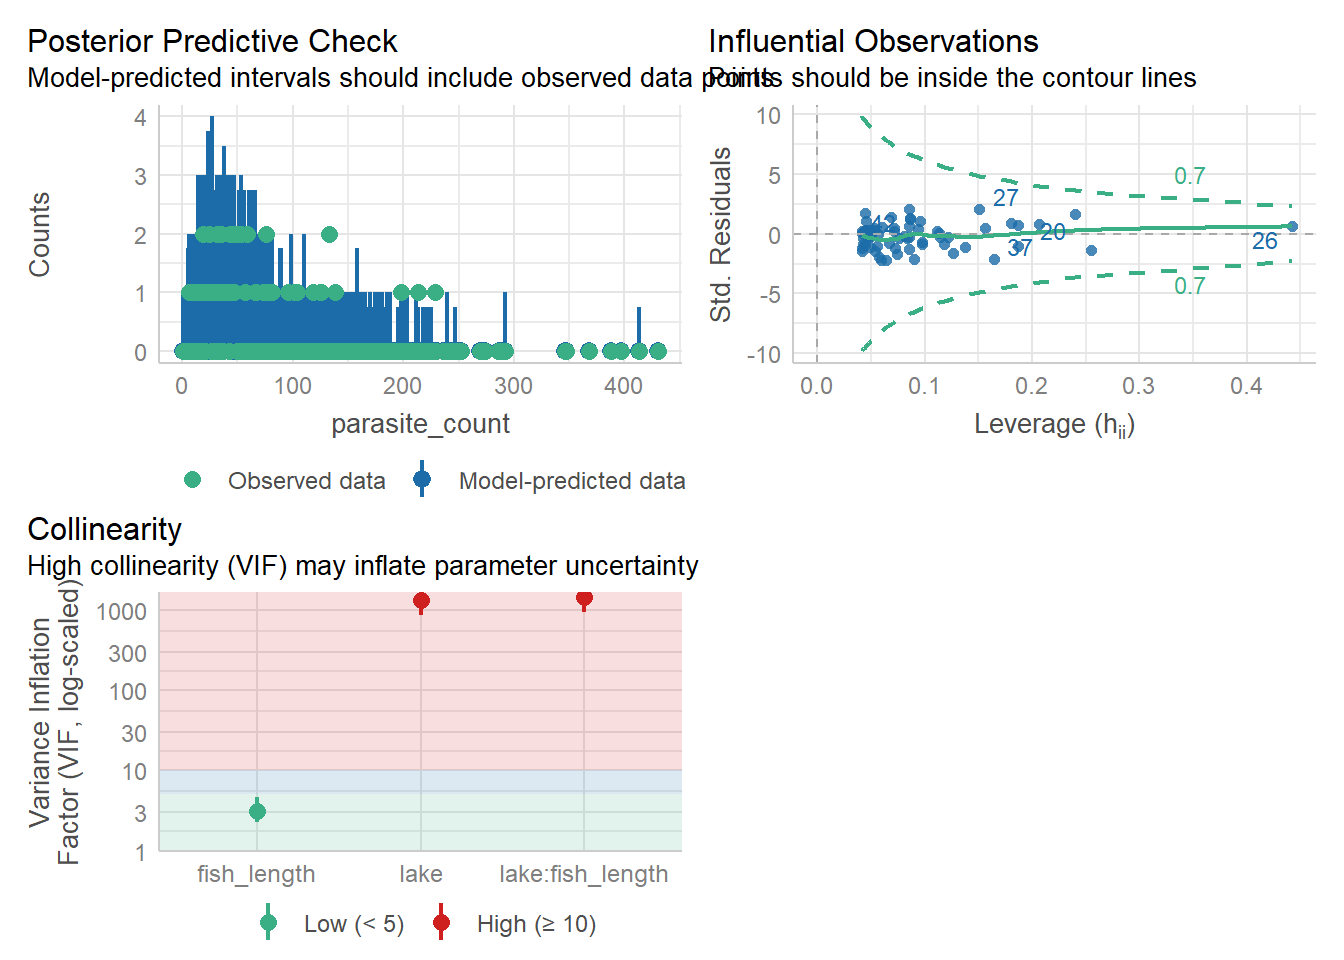 Posterior Predictive Check
Model-predicted intervals should include observed data points
4
3
2
1
0
Counts
0 100 200 300 400
parasite_count
Observed data Model-predicted data
Influential Observations
Points should be inside the contour lines
10
5
0
-5
-10
Std. Residuals
0.7
27
42
20
37
26
0.7
0.0 0.1 0.2 0.3 0.4
Leverage (hii)
Collinearity
High collinearity (VIF) may inflate parameter uncertainty
Variance Inflation
Factor (VIF, log-scaled)
1000
300
100
30
10
3
1
fish_length lake lake:fish_length
Low (< 5) High (≥ 10)